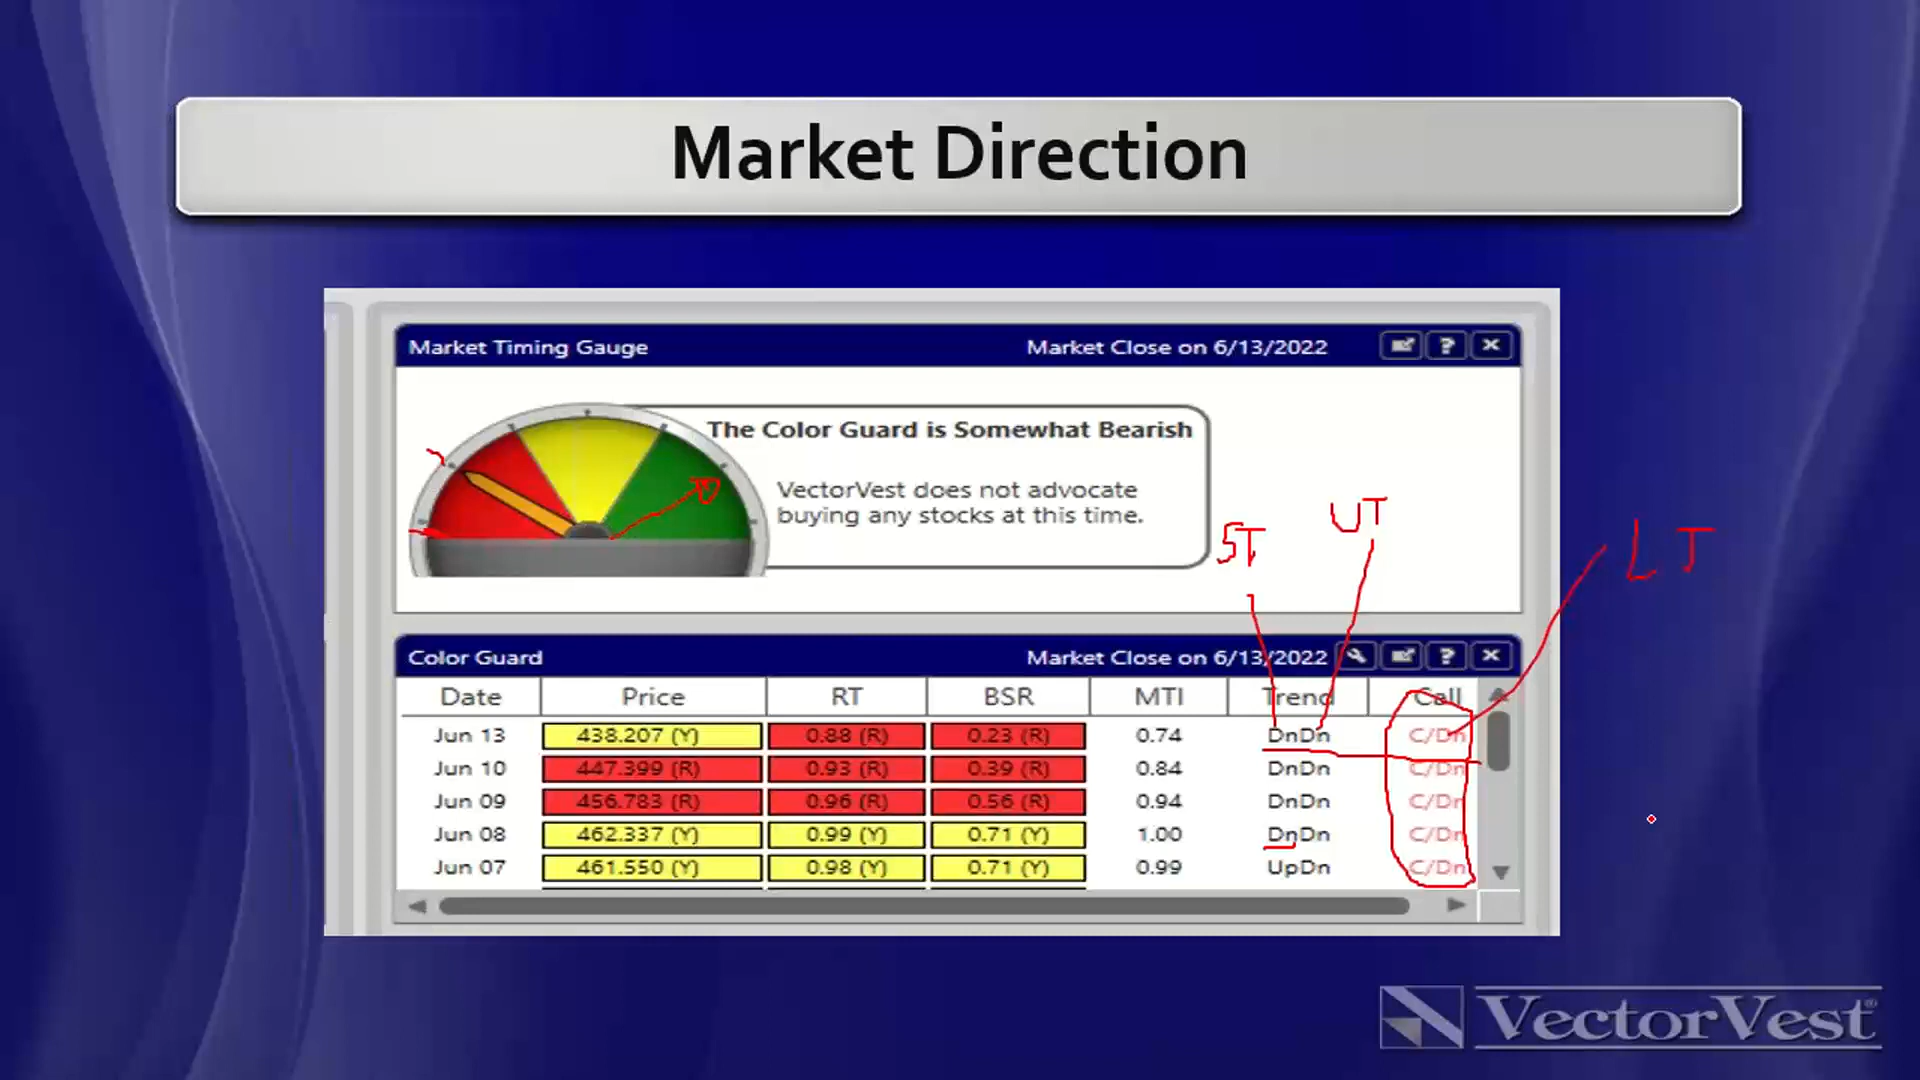 Market Direction
Market Timing Gauge Market Close on 6/13/2022 ?
The Color Guard is Somewhat Bearish
VectorVest does not advocate
buying any stocks at this time.
ST UT LT
Color Guard Market Close on 6/13/2022 ?
Date Price RT BSR MTI Trend Call
Jun 13 438.207 (Y) 0.88 (R) 0.23 (R) 0.74 DnDn C/Dn
Jun 10 447.399 (R) 0.93 (R) 0.39 (R) 0.84 DnDn C/Dn
Jun 09 456.783 (R) 0.96 (R) 0.56 (R) 0.94 DnDn C/Dn
Jun 08 462.337 (Y) 0.99 (Y) 0.71 (Y) 1.00 DnDn C/Dn
Jun 07 461.550 (Y) 0.98 (Y) 0.71 (Y) 0.99 UpDn C/Dn
VectorVest®